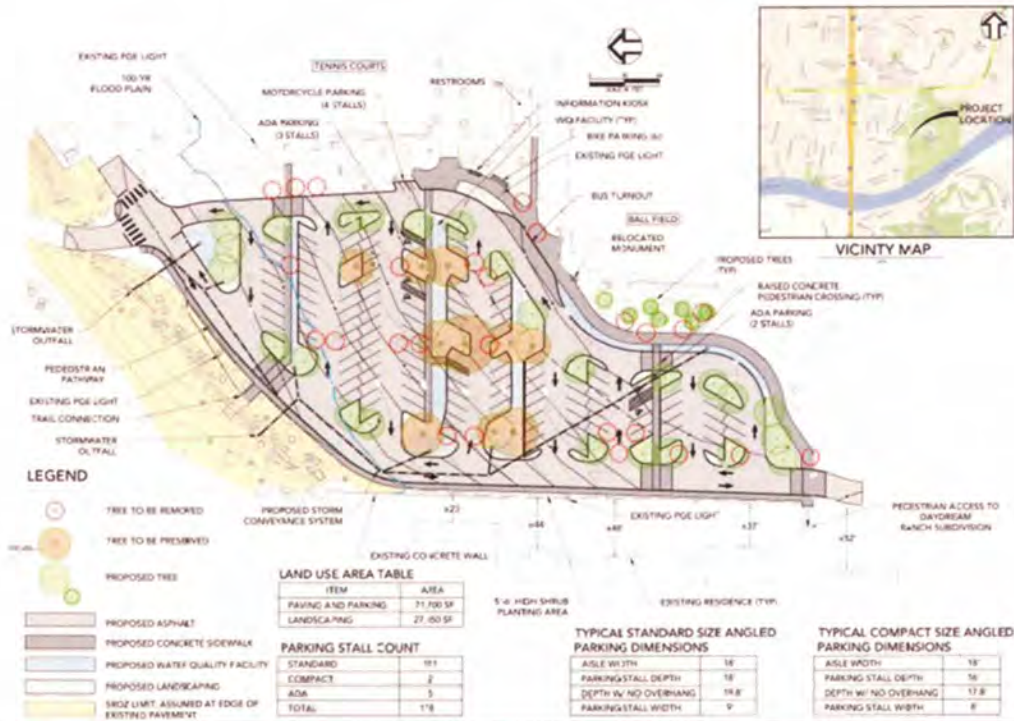 EXISTING PGE LIGHT
100-YR
FLOOD PLAIN
TENNIS COURTS
MOTORCYCLE PARKING
(4 STALLS)
ADA PARKING
(3 STALLS)
RESTROOMS
INFORMATION KIOSK
WQ FACILITY (TYP)
BIKE PARKING
EXISTING PGE LIGHT
BUS TURNOUT
BALL FIELD
RELOCATED
MONUMENT
PROJECT
LOCATION
VICINTY MAP
PROPOSED TREES
(TYP)
RAISED CONCRETE
PEDESTRIAN CROSSING (TYP)
ADA PARKING
(2 STALLS)
STORMWATER
OUTFALL
PEDEDSTRIAN
PATHWAY
EXISTING PGE LIGHT
TRAIL CONNECTION
STORMWATER
OUTFALL
LEGEND
TREE TO BE REMOVED
TREE TO BE PRESERVED
PROPOSED TREE
PROPOSED ASPHALT
PROPOSED CONCRETE SIDEWALK
PROPOSED WATER QUALITY FACILITY
PROPOSED LANDSCAPING
SROZ LIMIT, ASSUMED AT EDGE OF
EXISTING PAVEMENT
PROPOSED STORM
CONVEYANCE SYSTEM
EXISTING CONCRETE WALL
EXISTING PGE LIGHT
PEDESTRIAN ACCESS TO
DAYDREAM
RANCH SUBDIVISION
HIGH SHRUB
PLANTING AREA
EXISTING RESIDENCE (TYP)
LAND USE AREA TABLE
ITEM AREA
PAVING AND PARKING 71,700 SF
LANDSCAPING
PARKING STALL COUNT
STANDARD
COMPACT 2
ADA 5
TOTAL
TYPICAL STANDARD SIZE ANGLED
PARKING DIMENSIONS
AISLE WIDTH 18'
PARKING STALL DEPTH 18'
DEPTH W/ NO OVERHANG 19.8'
PARKING STALL WIDTH 9'
TYPICAL COMPACT SIZE ANGLED
PARKING DIMENSIONS
AISLE WIDTH 18'
PARKING STALL DEPTH 16'
DEPTH W/ NO OVERHANG 17.8'
PARKING STALL WIDTH 8'